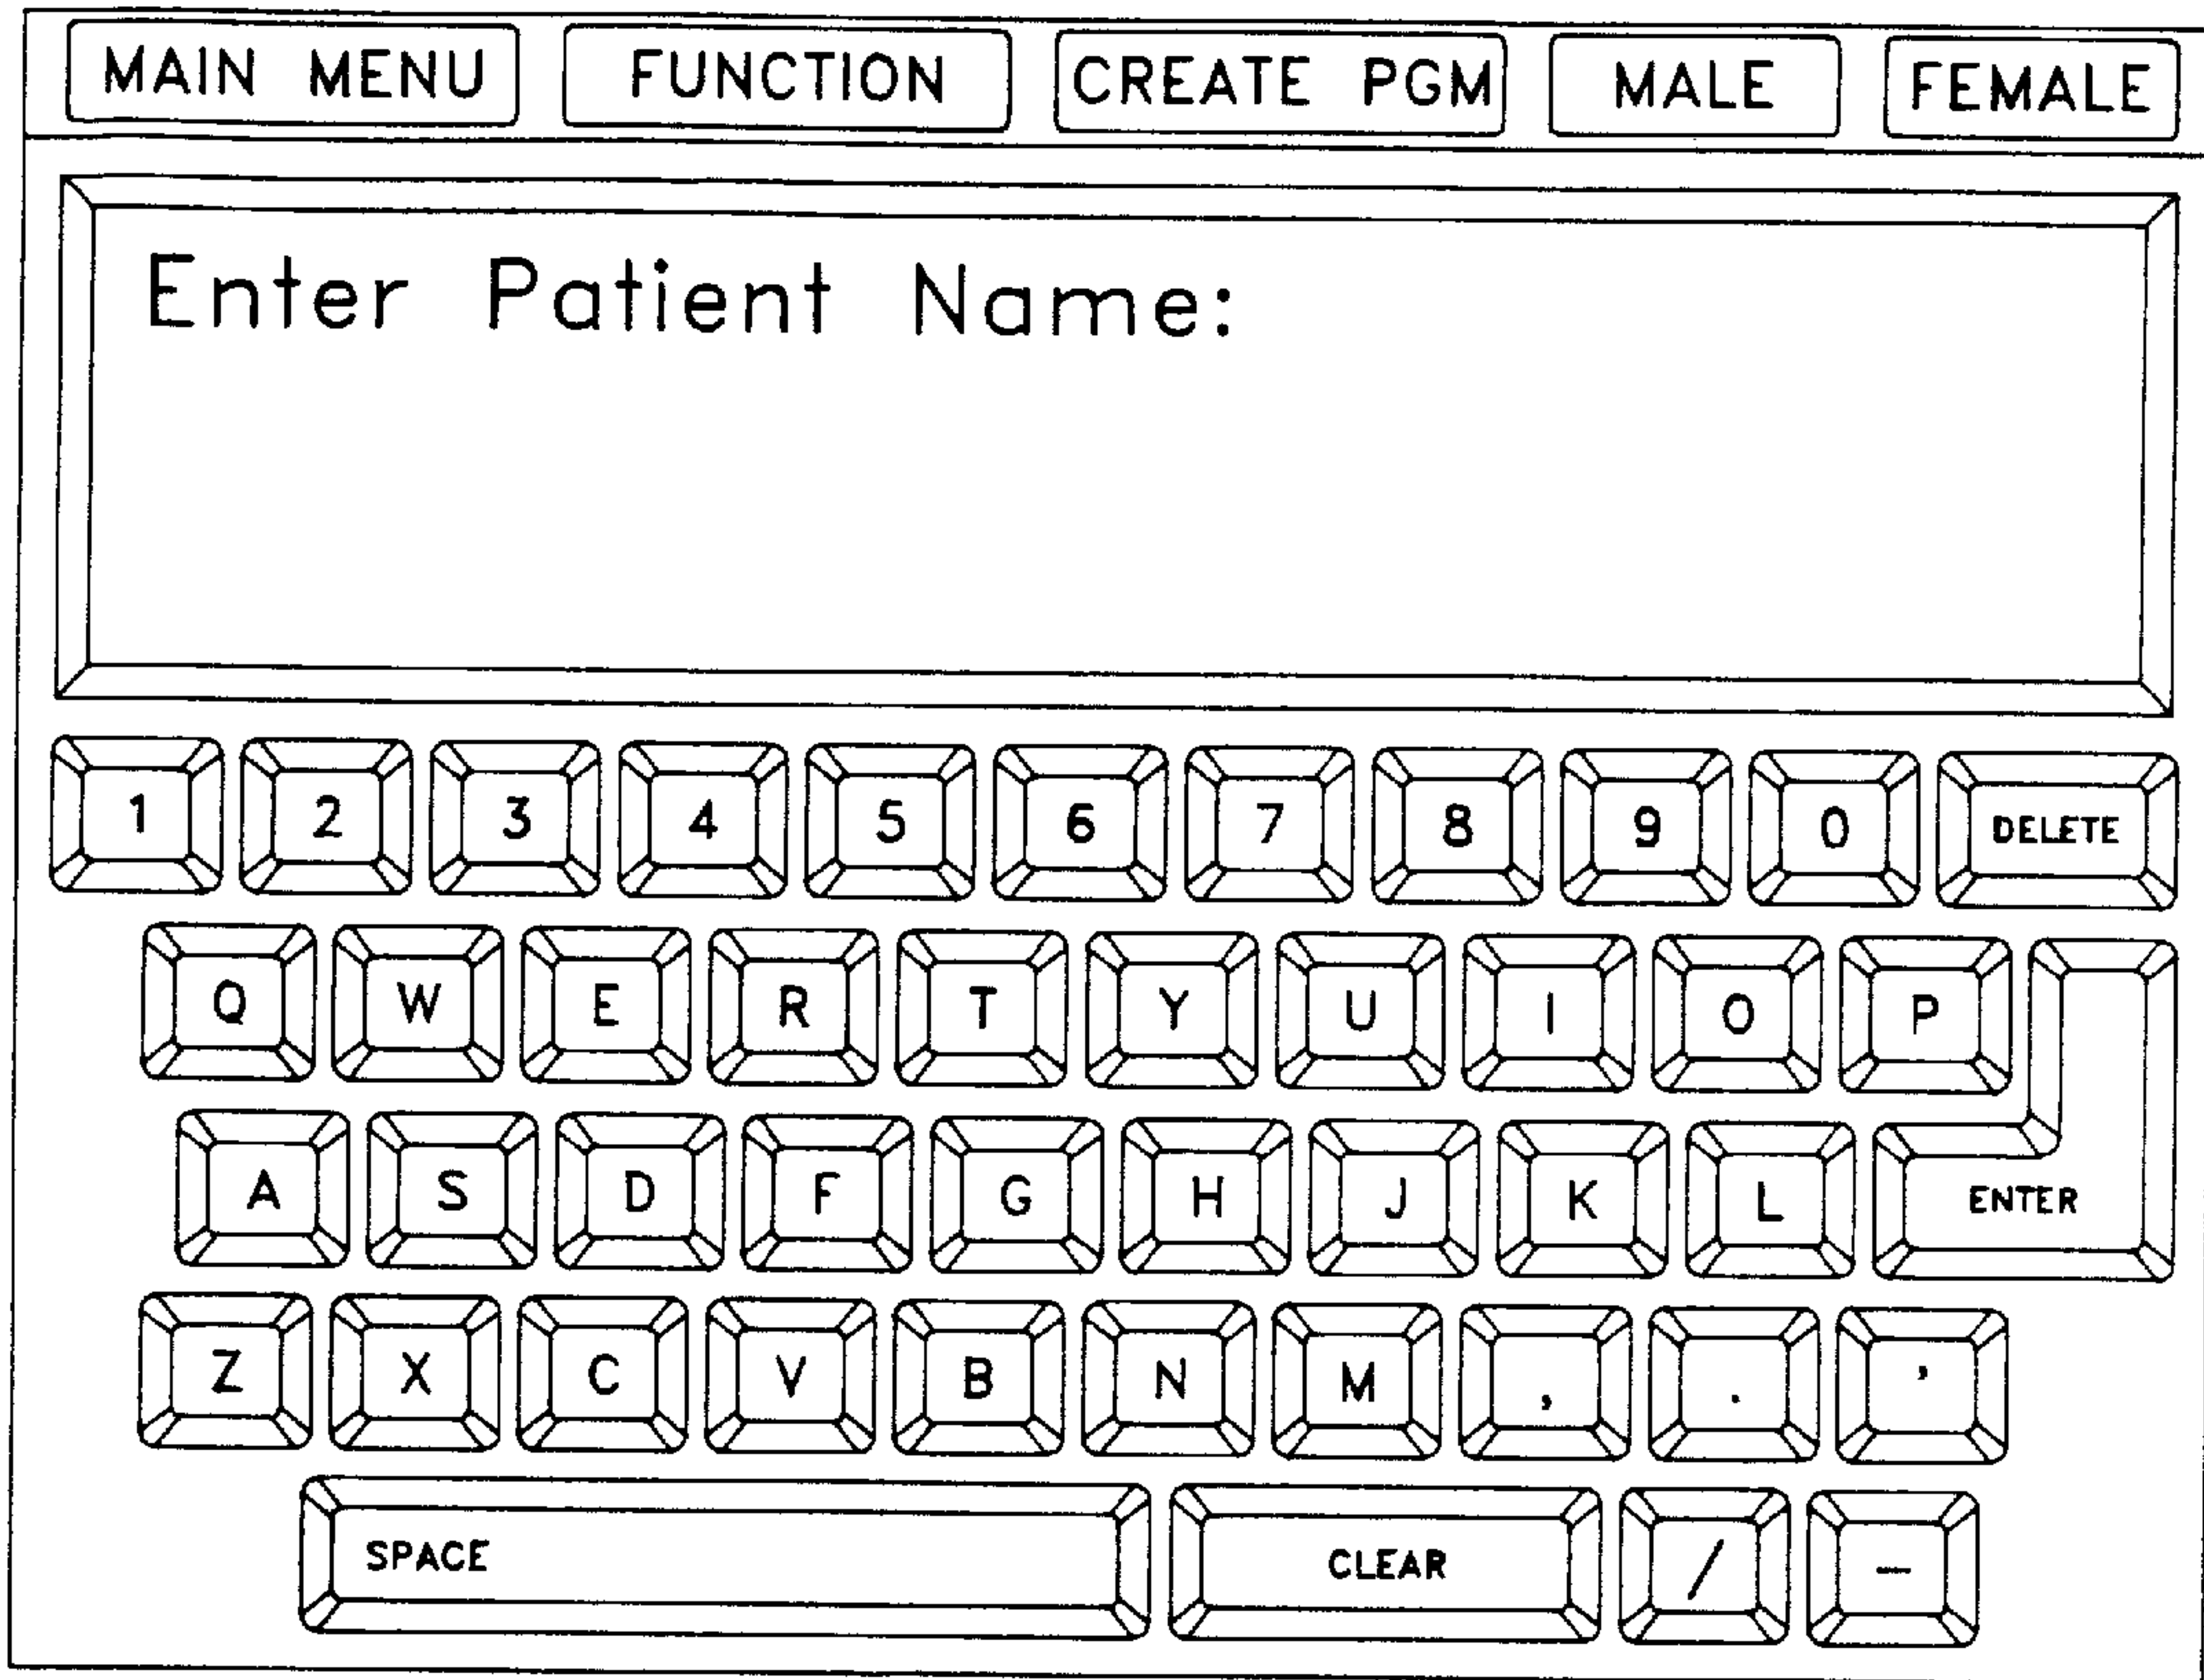 MAIN MENU FUNCTION CREATE PGM MALE FEMALE
Enter Patient Name:
1 2 3 4 5 6 7 8 9 0 DELETE
Q W E R T Y U I O P
A S D F G H J K L ENTER
Z X C V B N M , . '
SPACE CLEAR / -